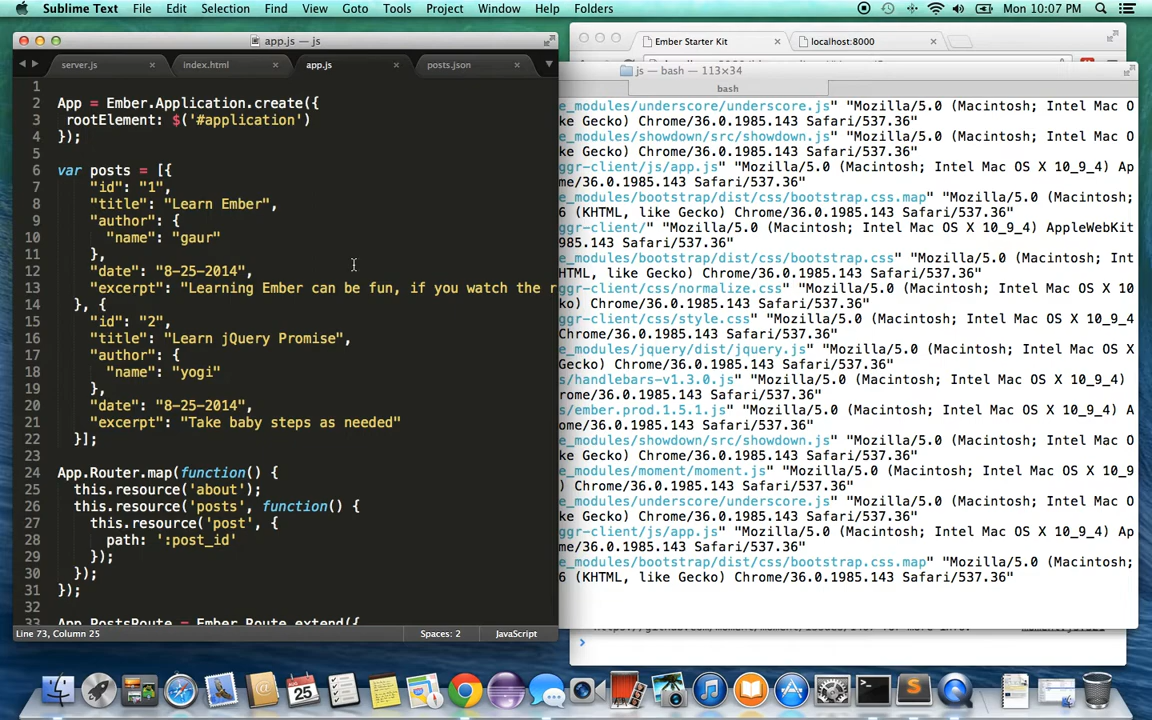 Sublime Text File Edit Selection Find View Goto Tools Project Window Help Folders Mon 10:07 PM
app.js — js
server.js index.html app.js posts.json
1
2 App = Ember.Application.create({
3 rootElement: $('#application')
4 });
5
6 var posts = [{
7 "id": "1",
8 "title": "Learn Ember",
9 "author": {
10 "name": "gaur"
11 },
12 "date": "8-25-2014",
13 "excerpt": "Learning Ember can be fun, if you watch the r
14 }, {
15 "id": "2",
16 "title": "Learn jQuery Promise",
17 "author": {
18 "name": "yogi"
19 },
20 "date": "8-25-2014",
21 "excerpt": "Take baby steps as needed"
22 }];
23
24 App.Router.map(function() {
25 this.resource('about');
26 this.resource('posts', function() {
27 this.resource('post', {
28 path: ':post_id'
29 });
30 });
31 });
32
33 App.PostsRoute = Ember.Route.extend({
Line 73, Column 25 Spaces: 2 JavaScript
Ember Starter Kit localhost:8000
js — bash — 113×34
bash
e_modules/underscore/underscore.js" "Mozilla/5.0 (Macintosh; Intel Mac O
ke Gecko) Chrome/36.0.1985.143 Safari/537.36"
e_modules/showdown/src/showdown.js" "Mozilla/5.0 (Macintosh; Intel Mac O
ke Gecko) Chrome/36.0.1985.143 Safari/537.36"
ggr-client/js/app.js" "Mozilla/5.0 (Macintosh; Intel Mac OS X 10_9_4) Ap
me/36.0.1985.143 Safari/537.36"
e_modules/bootstrap/dist/css/bootstrap.css.map" "Mozilla/5.0 (Macintosh;
6 (KHTML, like Gecko) Chrome/36.0.1985.143 Safari/537.36"
ggr-client/" "Mozilla/5.0 (Macintosh; Intel Mac OS X 10_9_4) AppleWebKit
985.143 Safari/537.36"
e_modules/bootstrap/dist/css/bootstrap.css" "Mozilla/5.0 (Macintosh; Int
HTML, like Gecko) Chrome/36.0.1985.143 Safari/537.36"
ggr-client/css/normalize.css" "Mozilla/5.0 (Macintosh; Intel Mac OS X 10
) Chrome/36.0.1985.143 Safari/537.36"
ggr-client/css/style.css" "Mozilla/5.0 (Macintosh; Intel Mac OS X 10_9_4
Chrome/36.0.1985.143 Safari/537.36"
e_modules/jquery/dist/jquery.js" "Mozilla/5.0 (Macintosh; Intel Mac OS X
ecko) Chrome/36.0.1985.143 Safari/537.36"
s/handlebars-v1.3.0.js" "Mozilla/5.0 (Macintosh; Intel Mac OS X 10_9_4)
ome/36.0.1985.143 Safari/537.36"
s/ember.prod.1.5.1.js" "Mozilla/5.0 (Macintosh; Intel Mac OS X 10_9_4) A
ome/36.0.1985.143 Safari/537.36"
e_modules/showdown/src/showdown.js" "Mozilla/5.0 (Macintosh; Intel Mac O
ke Gecko) Chrome/36.0.1985.143 Safari/537.36"
e_modules/moment/moment.js" "Mozilla/5.0 (Macintosh; Intel Mac OS X 10_9
) Chrome/36.0.1985.143 Safari/537.36"
e_modules/underscore/underscore.js" "Mozilla/5.0 (Macintosh; Intel Mac O
ke Gecko) Chrome/36.0.1985.143 Safari/537.36"
ggr-client/js/app.js" "Mozilla/5.0 (Macintosh; Intel Mac OS X 10_9_4) Ap
me/36.0.1985.143 Safari/537.36"
e_modules/bootstrap/dist/css/bootstrap.css.map" "Mozilla/5.0 (Macintosh;
6 (KHTML, like Gecko) Chrome/36.0.1985.143 Safari/537.36"